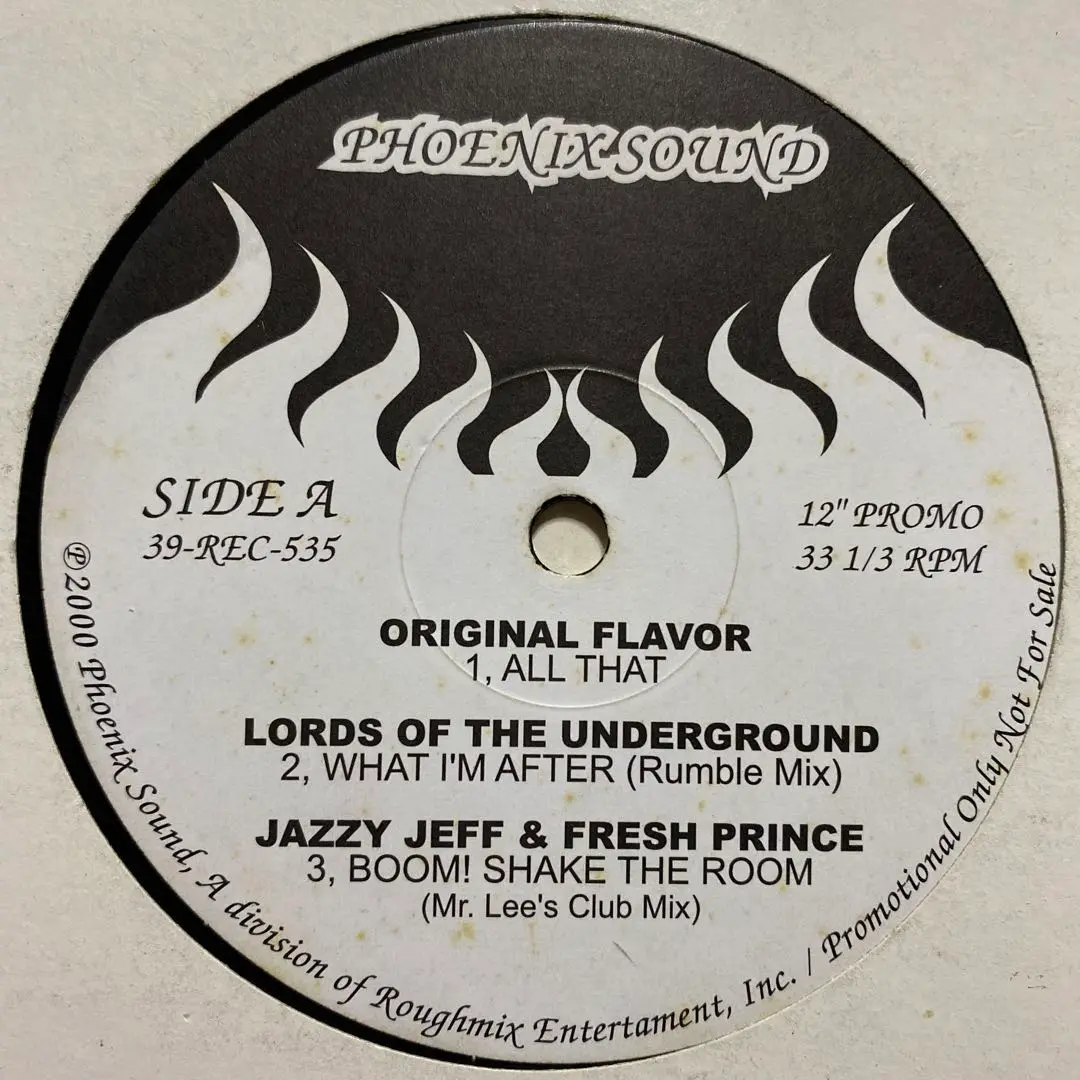 PHOENIX SOUND
SIDE A
39-REC-535
12" PROMO
33 1/3 RPM
ORIGINAL FLAVOR
1, ALL THAT
LORDS OF THE UNDERGROUND
2, WHAT I'M AFTER (Rumble Mix)
JAZZY JEFF & FRESH PRINCE
3, BOOM! SHAKE THE ROOM
(Mr. Lee's Club Mix)
℗2000 Phoenix Sound, A division of Roughmix Entertament, Inc. / Promotional Only Not For Sale